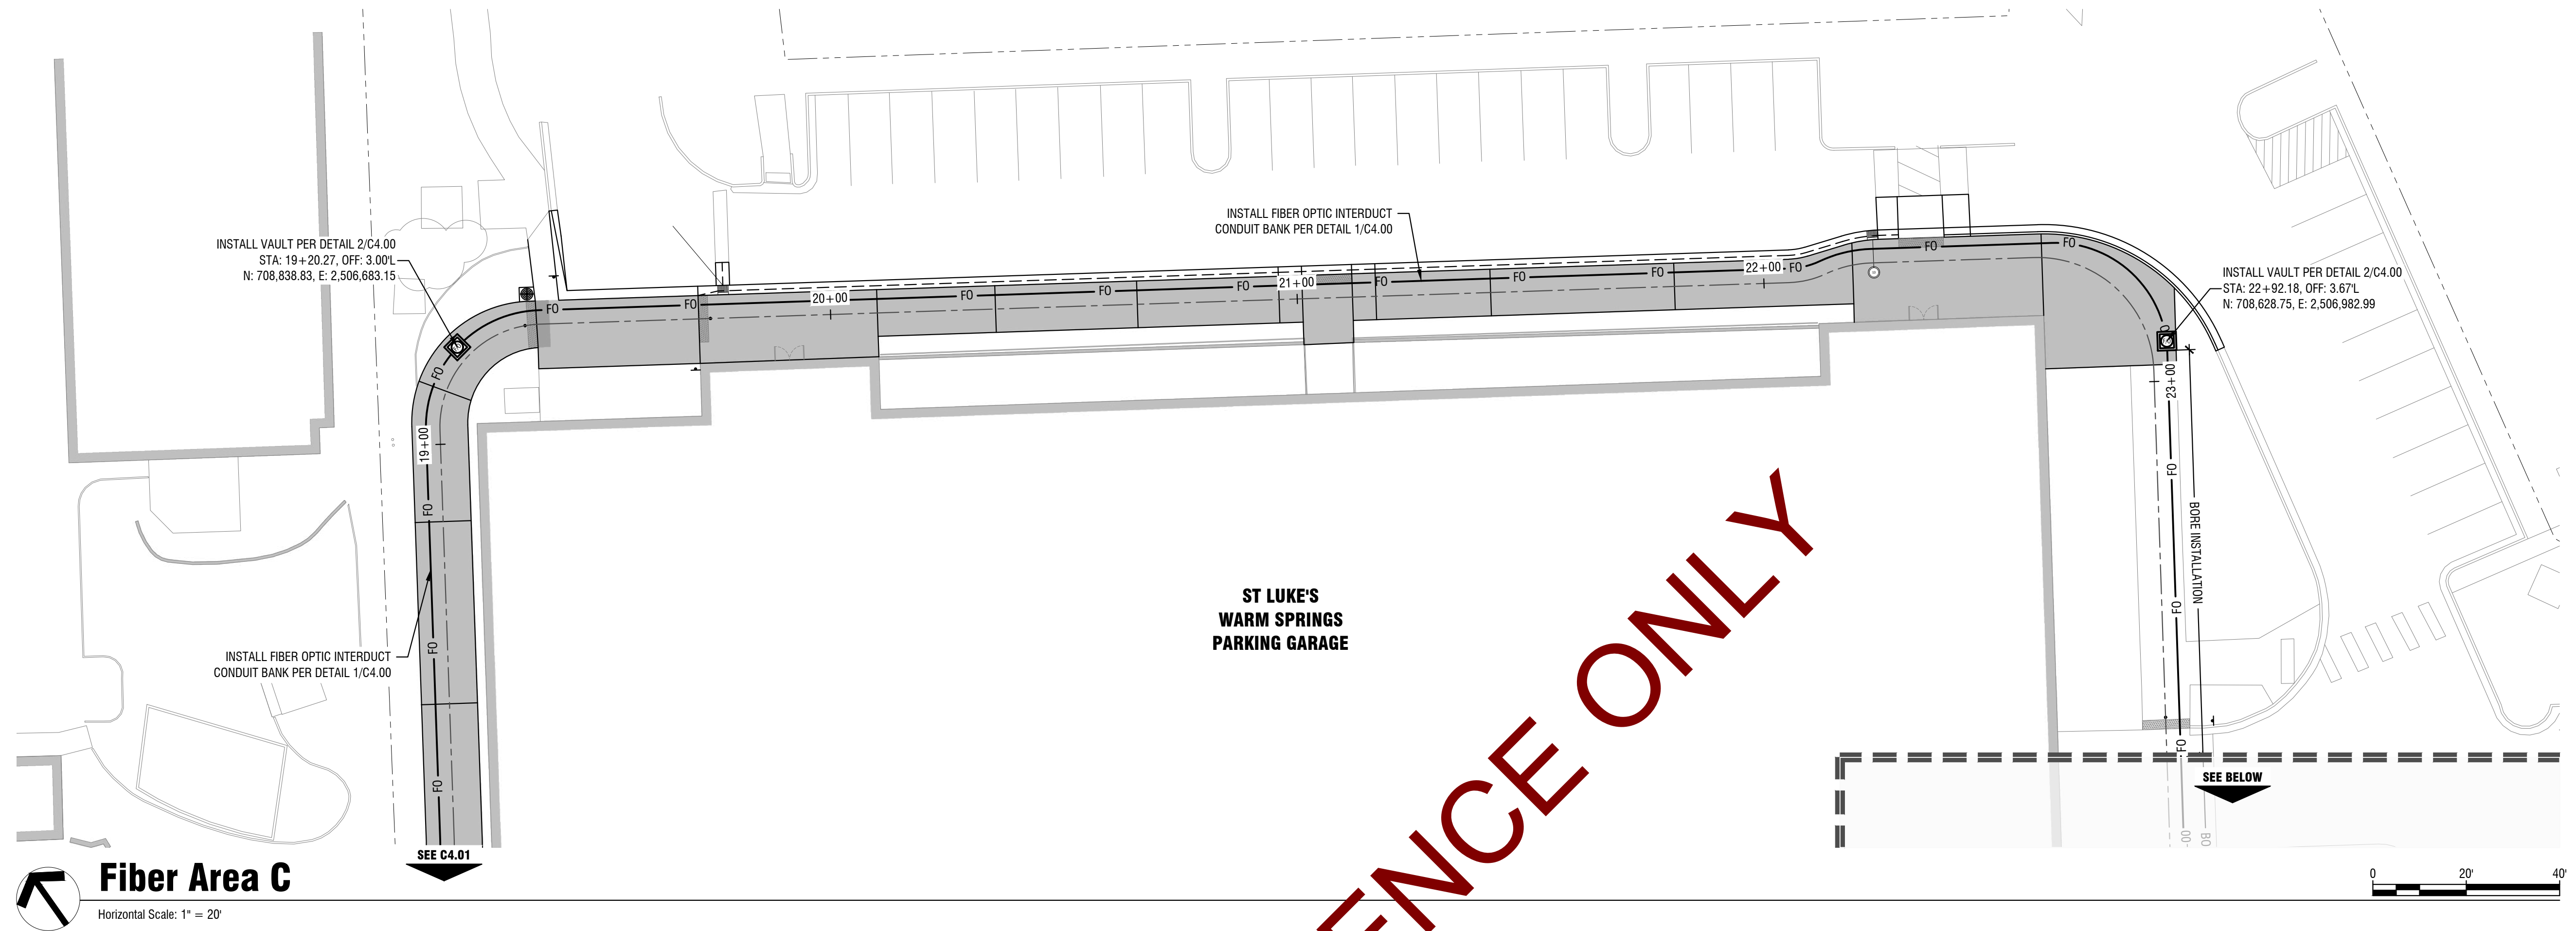 INSTALL VAULT PER DETAIL 2/C4.00
STA: 19+20.27, OFF: 3.00'L
N: 708,838.83, E: 2,506,683.15
INSTALL FIBER OPTIC INTERDUCT
CONDUIT BANK PER DETAIL 1/C4.00
INSTALL VAULT PER DETAIL 2/C4.00
STA: 22+92.18, OFF: 3.67'L
N: 708,628.75, E: 2,506,982.99
FO
FO
FO
20+00
FO
FO
FO
21+00
FO
FO
FO
22+00
FO
FO
FO
19+00
FO
FO
FO
23+00
FO
FO
FO
BORE INSTALLATION
INSTALL FIBER OPTIC INTERDUCT
CONDUIT BANK PER DETAIL 1/C4.00
ST LUKE'S
WARM SPRINGS
PARKING GARAGE
ENCE ONLY
SEE BELOW
BO
SEE C4.01
Fiber Area C
Horizontal Scale: 1" = 20'
0 20' 40'